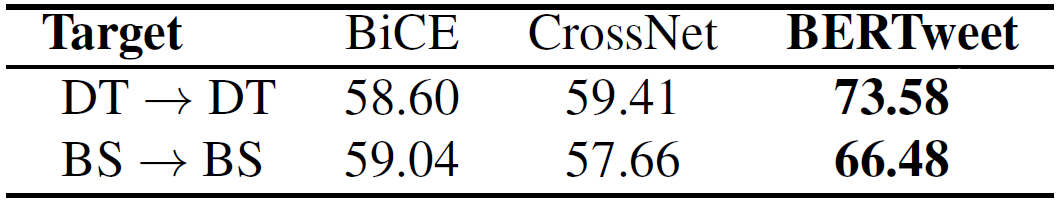 Target BiCE CrossNet BERTweet
DT → DT 58.60 59.41 73.58
BS → BS 59.04 57.66 66.48